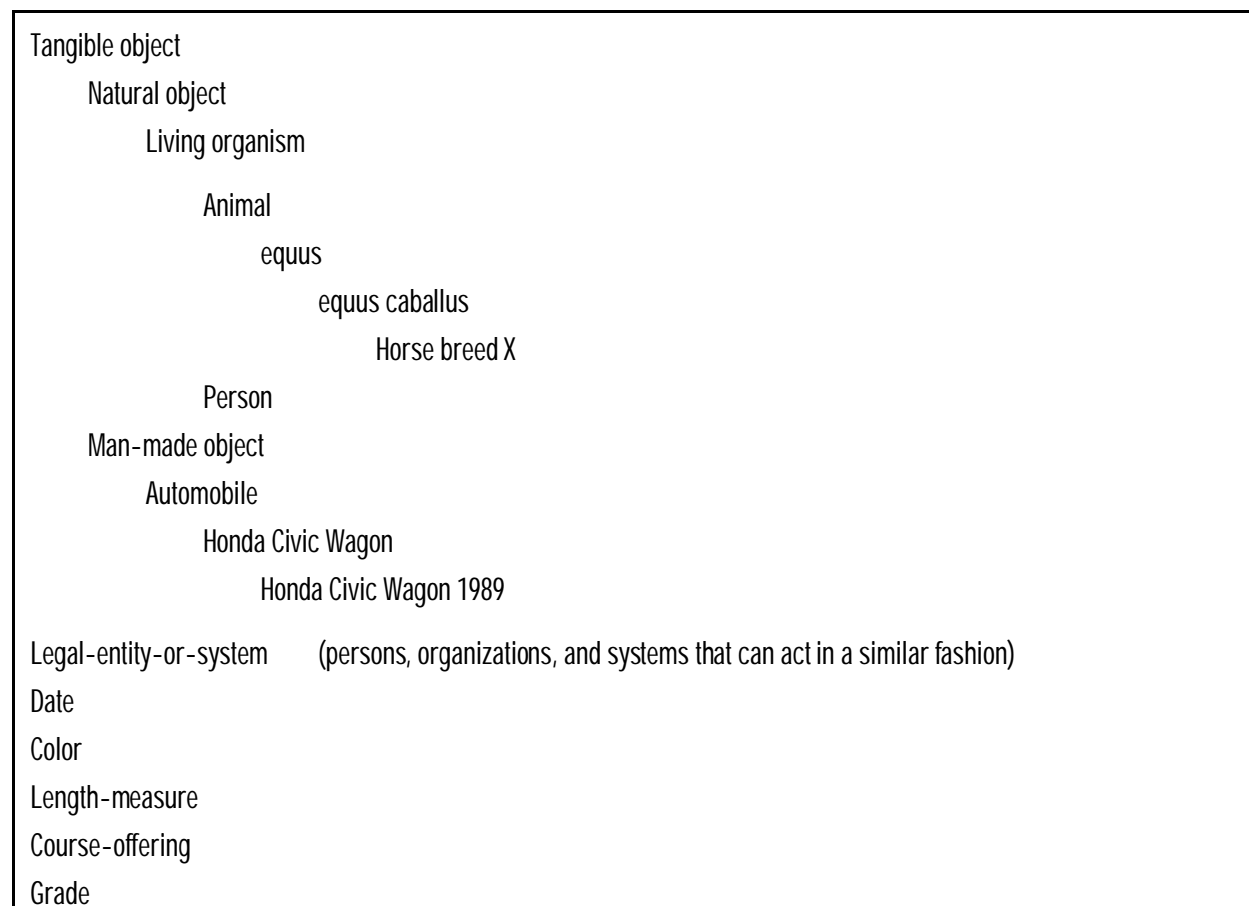 Tangible object
Natural object
Living organism
Animal
equus
equus caballus
Horse breed X
Person
Man-made object
Automobile
Honda Civic Wagon
Honda Civic Wagon 1989
Legal-entity-or-system (persons, organizations, and systems that can act in a similar fashion)
Date
Color
Length-measure
Course-offering
Grade